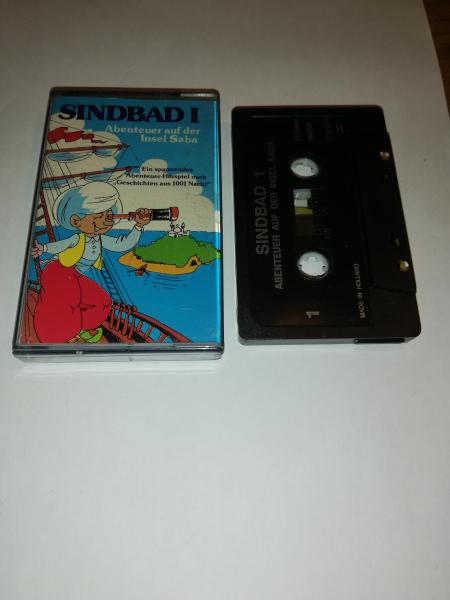 SINDBAD I
Abenteuer auf der
Insel Saba
Ein spannendes
Abenteuer-Hörspiel nach
„Geschichten aus 1001 Nacht"
SINDBAD 1
ABENTEUER AUF DER INSEL SABA
1
MADE IN HOLLAND